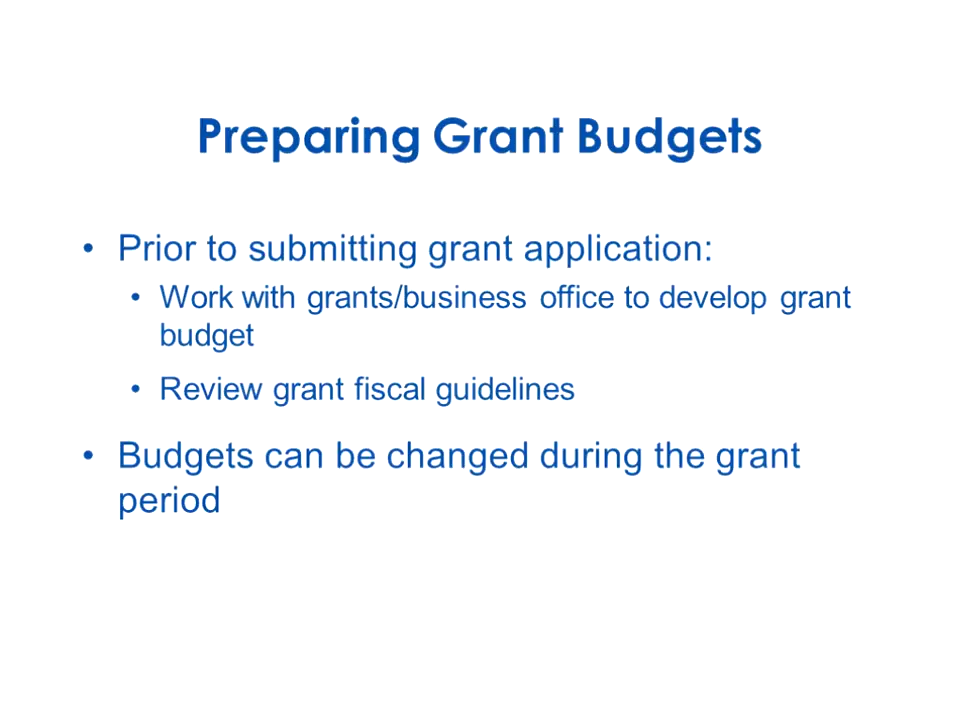 Preparing Grant Budgets
• Prior to submitting grant application:
• Work with grants/business office to develop grant
budget
• Review grant fiscal guidelines
• Budgets can be changed during the grant
period